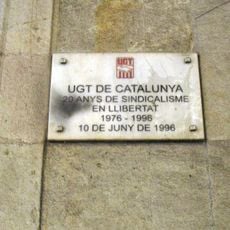 UGT
UGT DE CATALUNYA
20 ANYS DE SINDICALISME
EN LLIBERTAT
1976 - 1996
10 DE JUNY DE 1996